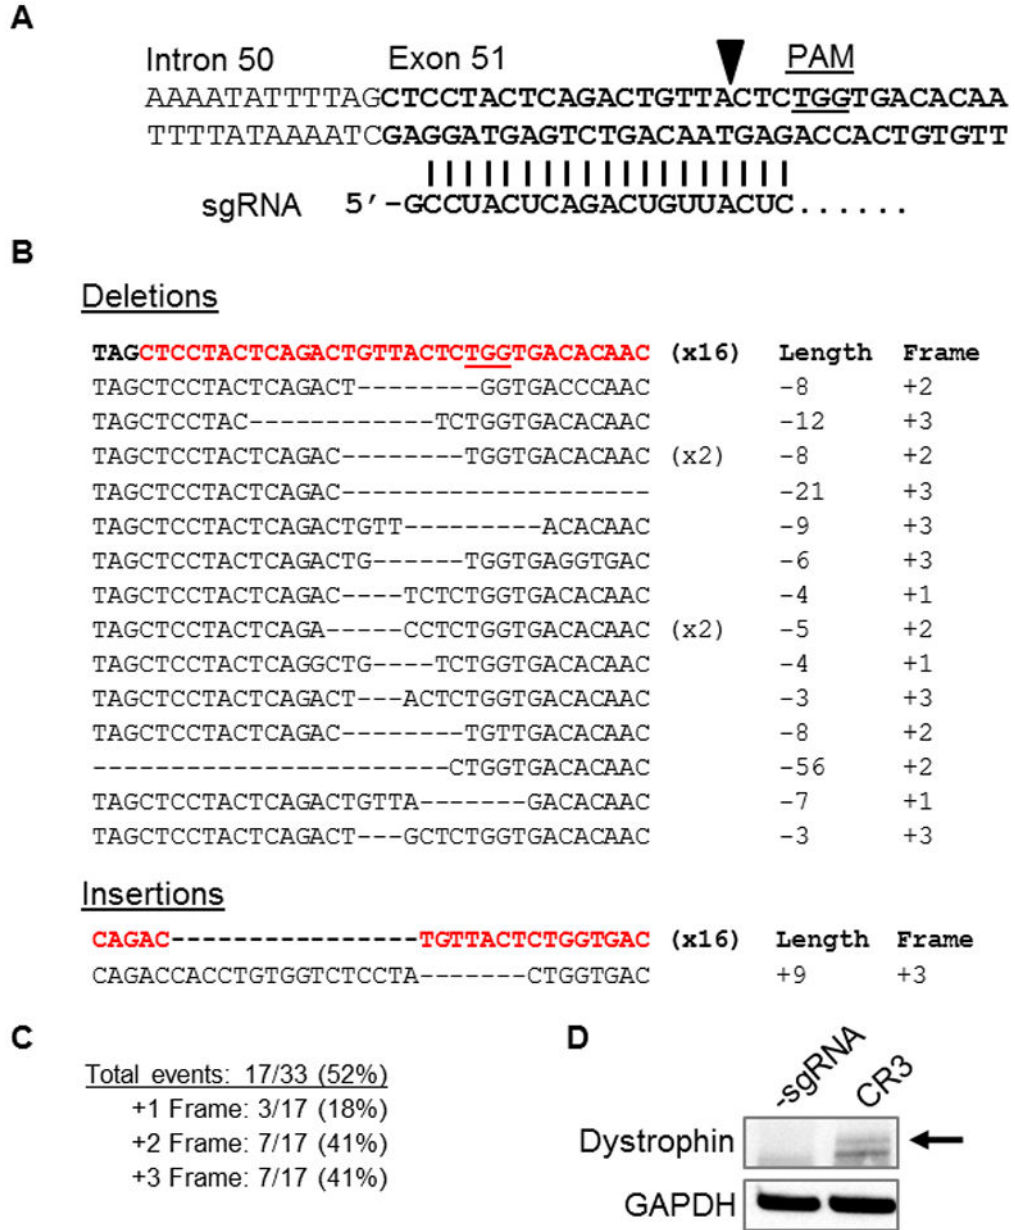 A
Intron 50 Exon 51 PAM
AAAATATTTTAGCTCCTACTCAGACTGTTACTCTGGTGACACAA
TTTTATAAAATCGAGGATGAGTCTGACAATGAGACCACTGTGTT
sgRNA 5′-GCCUACUCAGACUGUUACUC......
B
Deletions
TAGCTCCTACTCAGACTGTTACTCTGGTGACACAAC (x16) Length Frame
TAGCTCCTACTCAGACT--------GGTGACCCAAC -8 +2
TAGCTCCTAC------------TCTGGTGACACAAC -12 +3
TAGCTCCTACTCAGAC--------TGGTGACACAAC (x2) -8 +2
TAGCTCCTACTCAGAC-------------------- -21 +3
TAGCTCCTACTCAGACTGTT---------ACACAAC -9 +3
TAGCTCCTACTCAGACTG------TGGTGAGGTGAC -6 +3
TAGCTCCTACTCAGAC----TCTCTGGTGACACAAC -4 +1
TAGCTCCTACTCAGA-----CCTCTGGTGACACAAC (x2) -5 +2
TAGCTCCTACTCAGGCTG----TCTGGTGACACAAC -4 +1
TAGCTCCTACTCAGACT---ACTCTGGTGACACAAC -3 +3
TAGCTCCTACTCAGAC--------TGTTGACACAAC -8 +2
-----------------------CTGGTGACACAAC -56 +2
TAGCTCCTACTCAGACTGTTA-------GACACAAC -7 +1
TAGCTCCTACTCAGACT---GCTCTGGTGACACAAC -3 +3
Insertions
CAGAC----------------TGTTACTCTGGTGAC (x16) Length Frame
CAGACCACCTGTGGTCTCCTA-------CTGGTGAC +9 +3
C
Total events: 17/33 (52%)
+1 Frame: 3/17 (18%)
+2 Frame: 7/17 (41%)
+3 Frame: 7/17 (41%)
D
-sgRNA CR3
Dystrophin
GAPDH